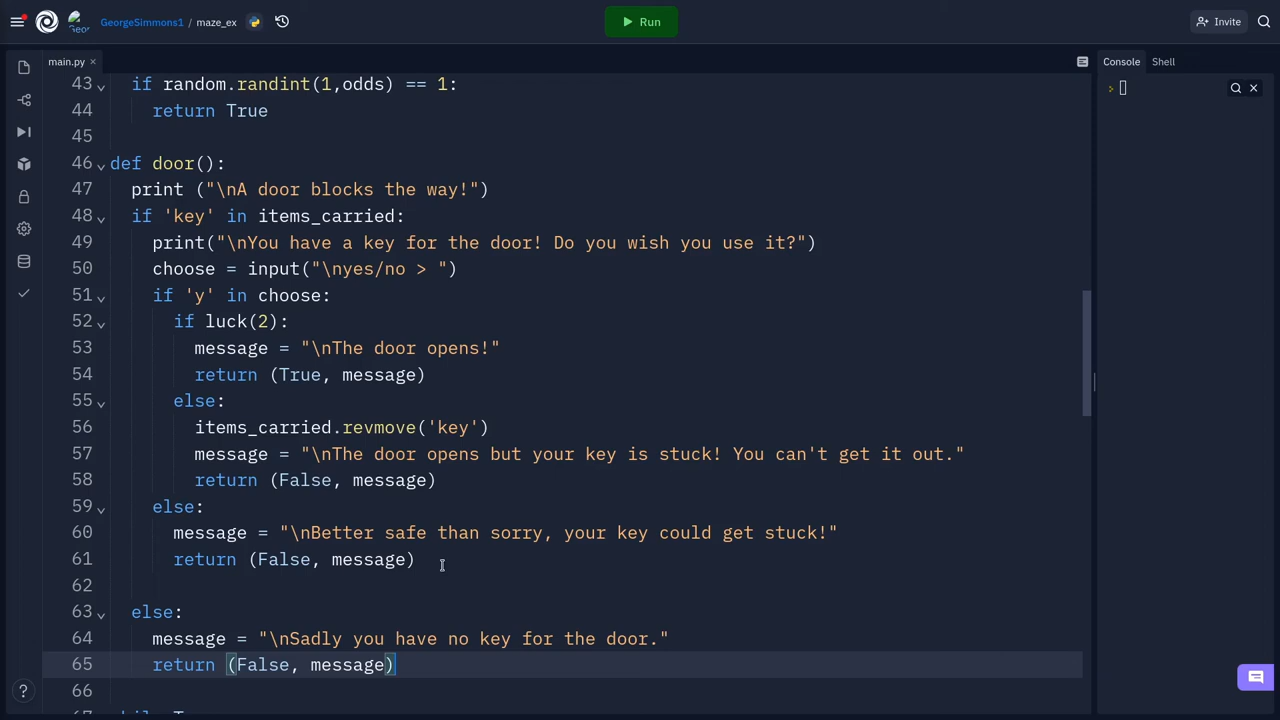 GeorgeSimmons1 / maze_ex
Run
Invite
main.py ×
Console Shell
43 if random.randint(1,odds) == 1:
44 return True
45
46 def door():
47 print ("\nA door blocks the way!")
48 if 'key' in items_carried:
49 print("\nYou have a key for the door! Do you wish you use it?")
50 choose = input("\nyes/no > ")
51 if 'y' in choose:
52 if luck(2):
53 message = "\nThe door opens!"
54 return (True, message)
55 else:
56 items_carried.revmove('key')
57 message = "\nThe door opens but your key is stuck! You can't get it out."
58 return (False, message)
59 else:
60 message = "\nBetter safe than sorry, your key could get stuck!"
61 return (False, message)
62
63 else:
64 message = "\nSadly you have no key for the door."
65 return (False, message)
66